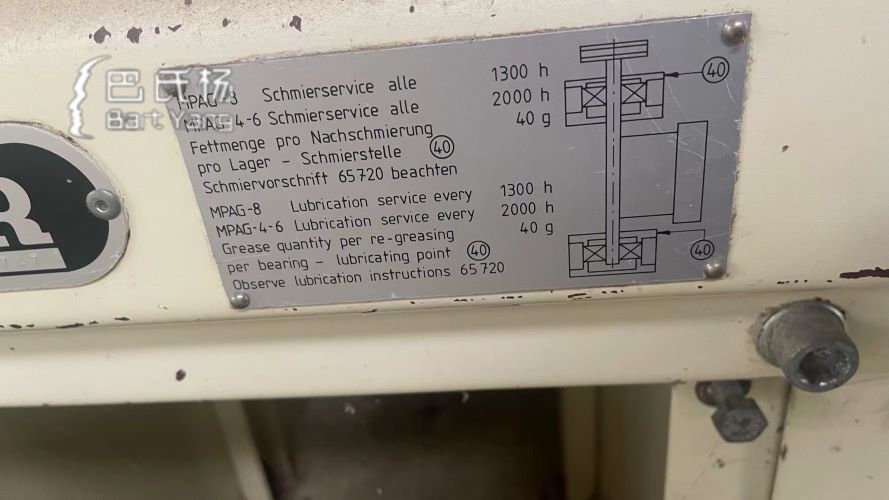 巴氏杨
Bart Yang
MPAG-8 Schmierservice alle 1300 h
MPAG-4-6 Schmierservice alle 2000 h
Fettmenge pro Nachschmierung 40 g
pro Lager - Schmierstelle 40
Schmiervorschrift 65720 beachten
MPAG-8 Lubrication service every 1300 h
MPAG-4-6 Lubrication service every 2000 h
Grease quantity per re-greasing 40 g
per bearing - lubricating point 40
Observe lubrication instructions 65720
40
40
R